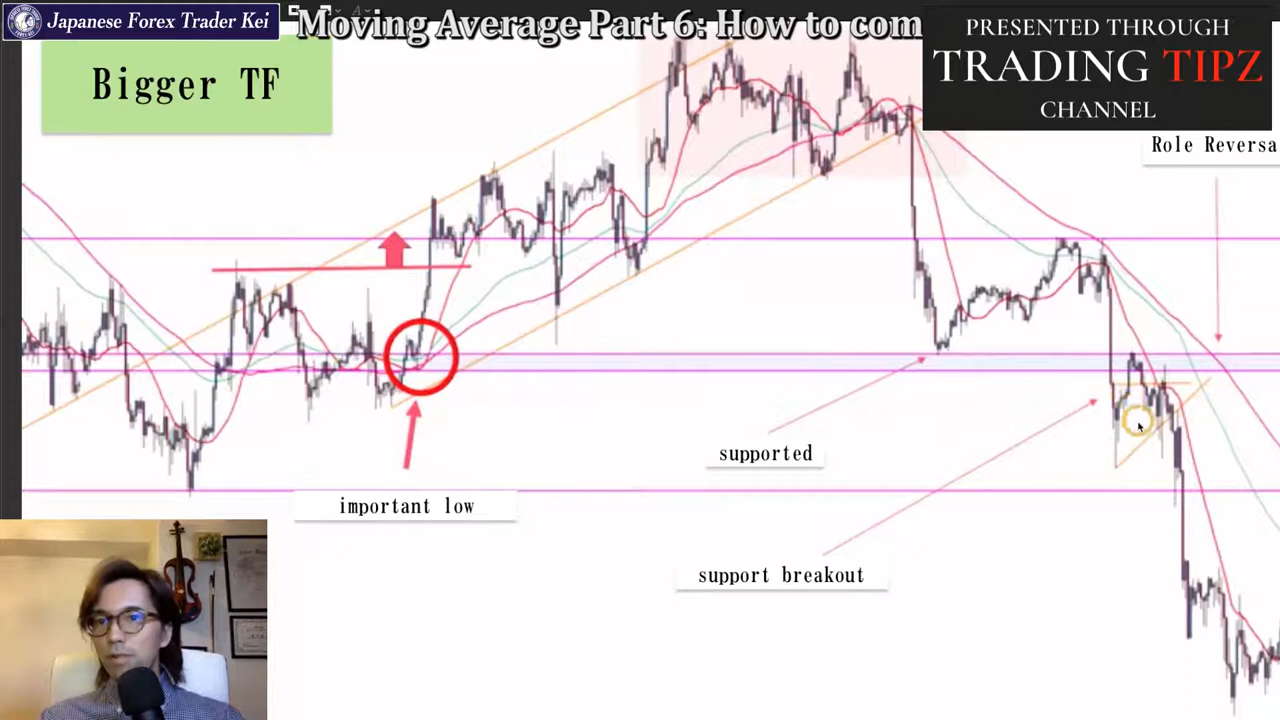 Japanese Forex Trader Kei
Moving Average Part 6: How to com
PRESENTED THROUGH
TRADING TIPZ
CHANNEL
Bigger TF
Role Reversa
supported
important low
support breakout